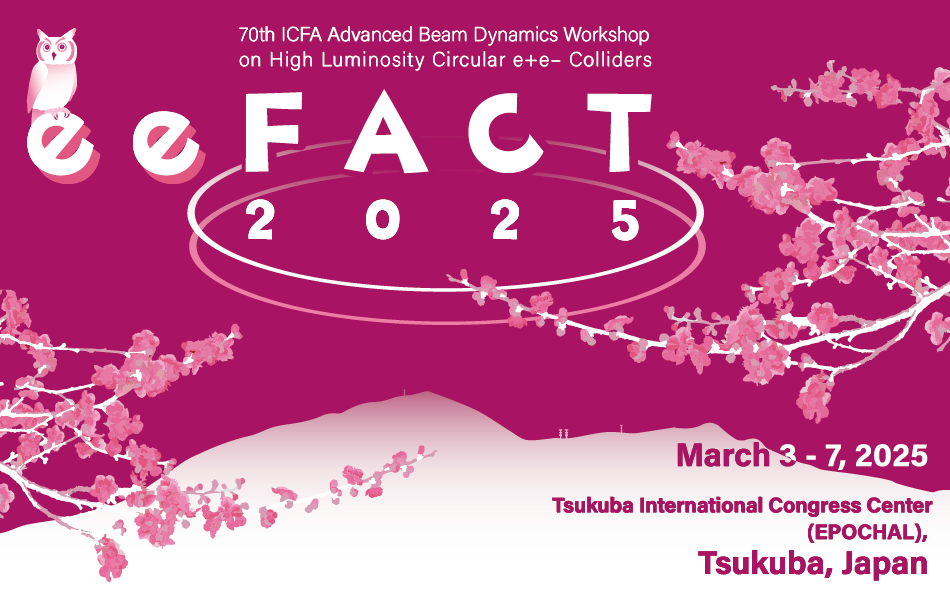 70th ICFA Advanced Beam Dynamics Workshop
on High Luminosity Circular e+e− Colliders
eeFACT
2025
March 3 - 7, 2025
Tsukuba International Congress Center
(EPOCHAL),
Tsukuba, Japan